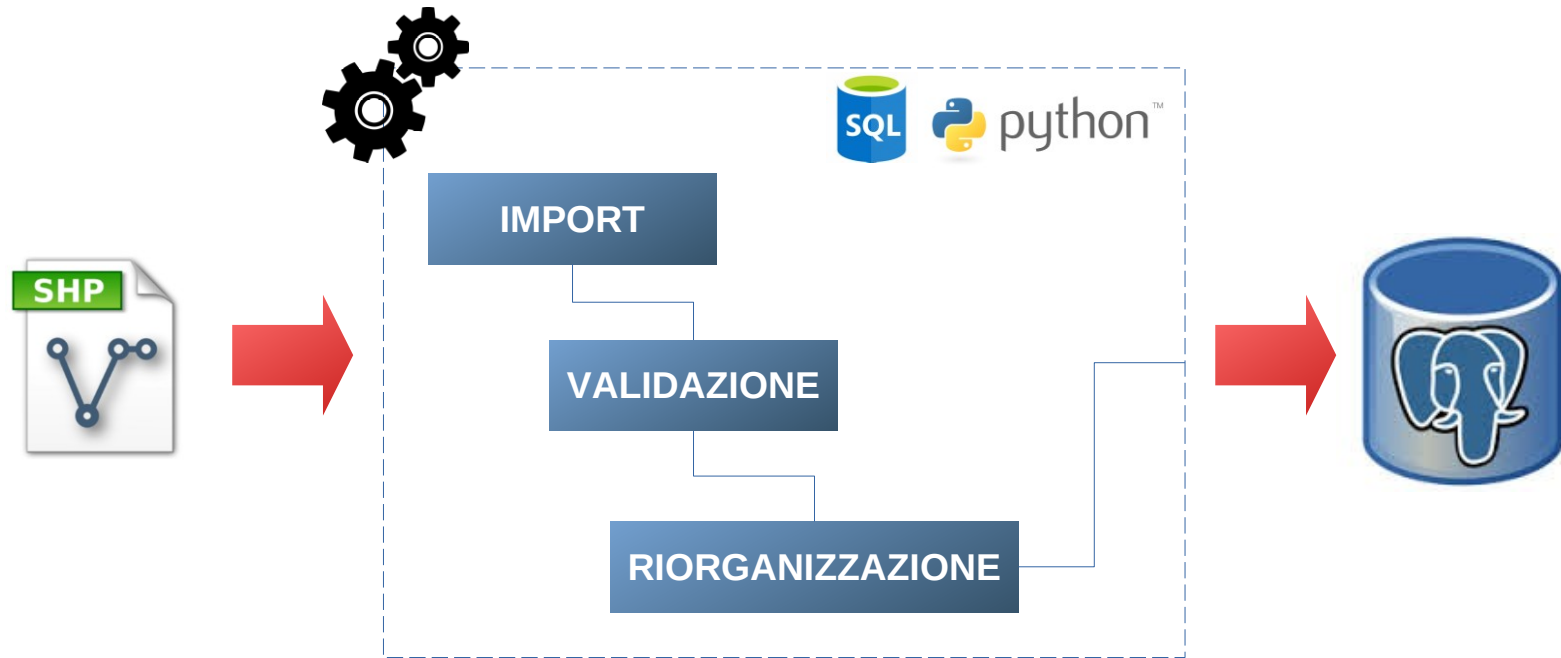 SQL
python™
IMPORT
SHP
VALIDAZIONE
RIORGANIZZAZIONE